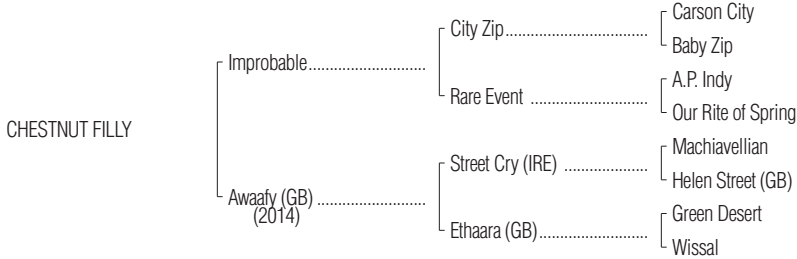 Carson City
City Zip
Baby Zip
Improbable
A.P. Indy
Rare Event
Our Rite of Spring
CHESTNUT FILLY
Machiavellian
Street Cry (IRE)
Helen Street (GB)
Awaafy (GB)
(2014)
Green Desert
Ethaara (GB)
Wissal